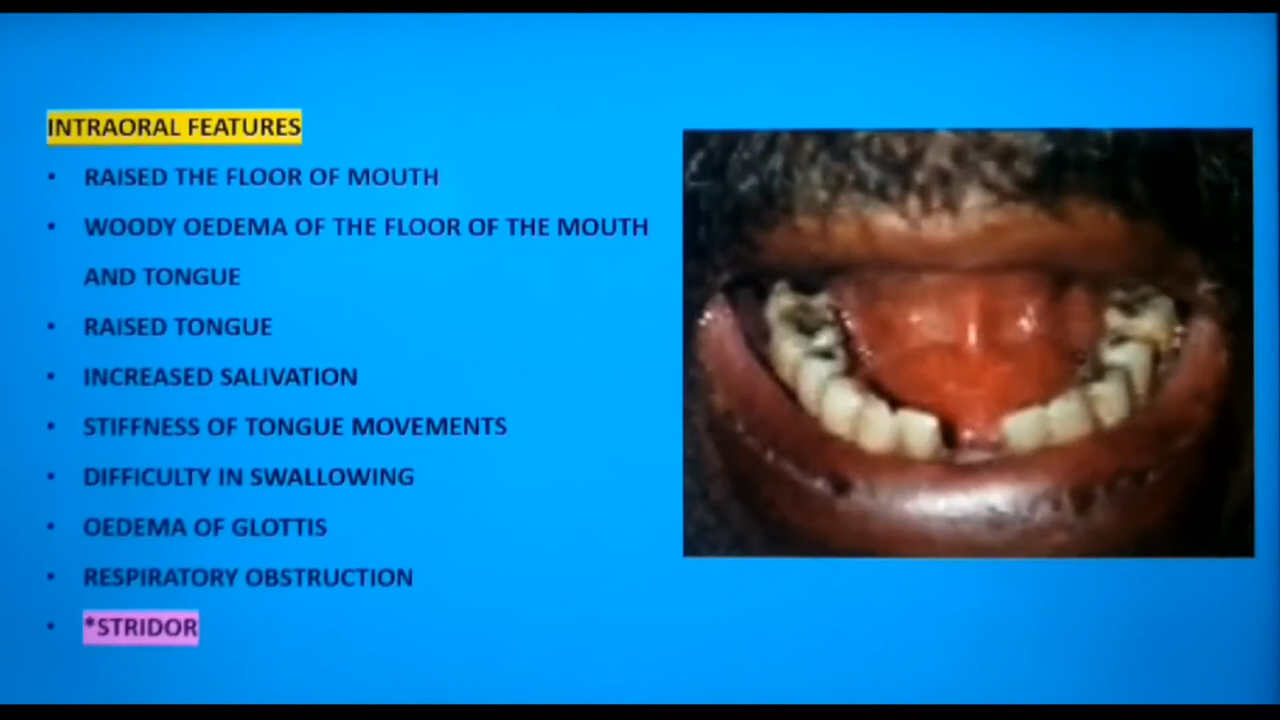 INTRAORAL FEATURES
• RAISED THE FLOOR OF MOUTH
• WOODY OEDEMA OF THE FLOOR OF THE MOUTH
AND TONGUE
• RAISED TONGUE
• INCREASED SALIVATION
• STIFFNESS OF TONGUE MOVEMENTS
• DIFFICULTY IN SWALLOWING
• OEDEMA OF GLOTTIS
• RESPIRATORY OBSTRUCTION
• *STRIDOR